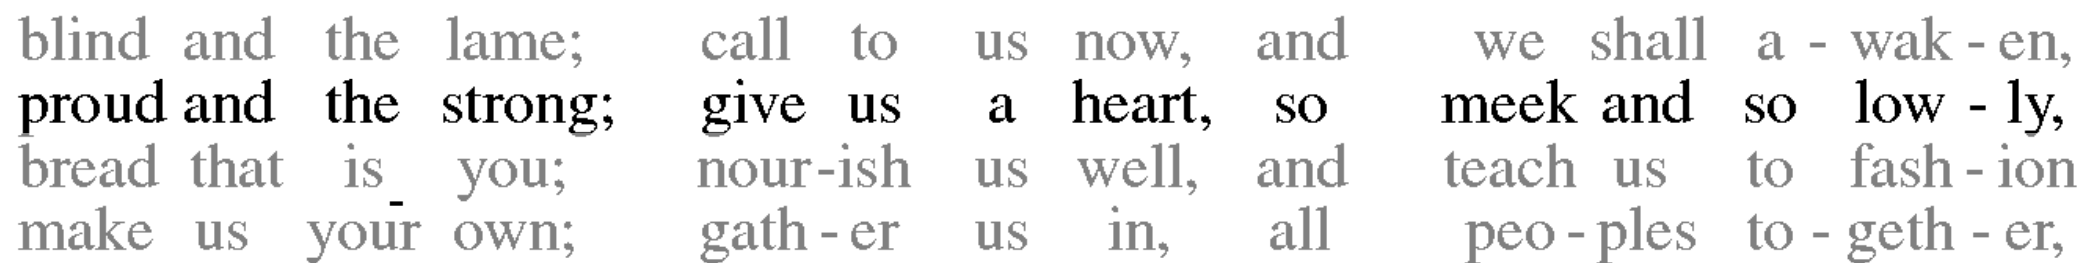 blind and the lame; call to us now, and we shall a - wak - en,
proud and the strong; give us a heart, so meek and so low - ly,
bread that is you; nour-ish us well, and teach us to fash - ion
make us your own; gath - er us in, all peo - ples to - geth - er,